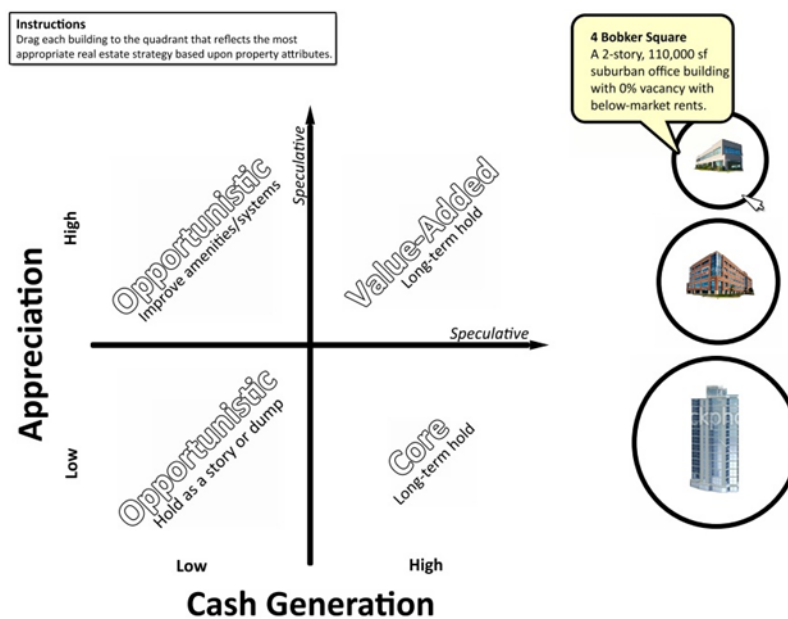 Instructions
Drag each building to the quadrant that reflects the most
appropriate real estate strategy based upon property attributes.
4 Bobker Square
A 2-story, 110,000 sf
suburban office building
with 0% vacancy with
below-market rents.
Speculative
Opportunistic
Improve amenities/systems
Value-Added
Long-term hold
High
Appreciation
Speculative
Opportunistic
Hold as a story or dump
Core
Long-term hold
Low
Low
High
Cash Generation